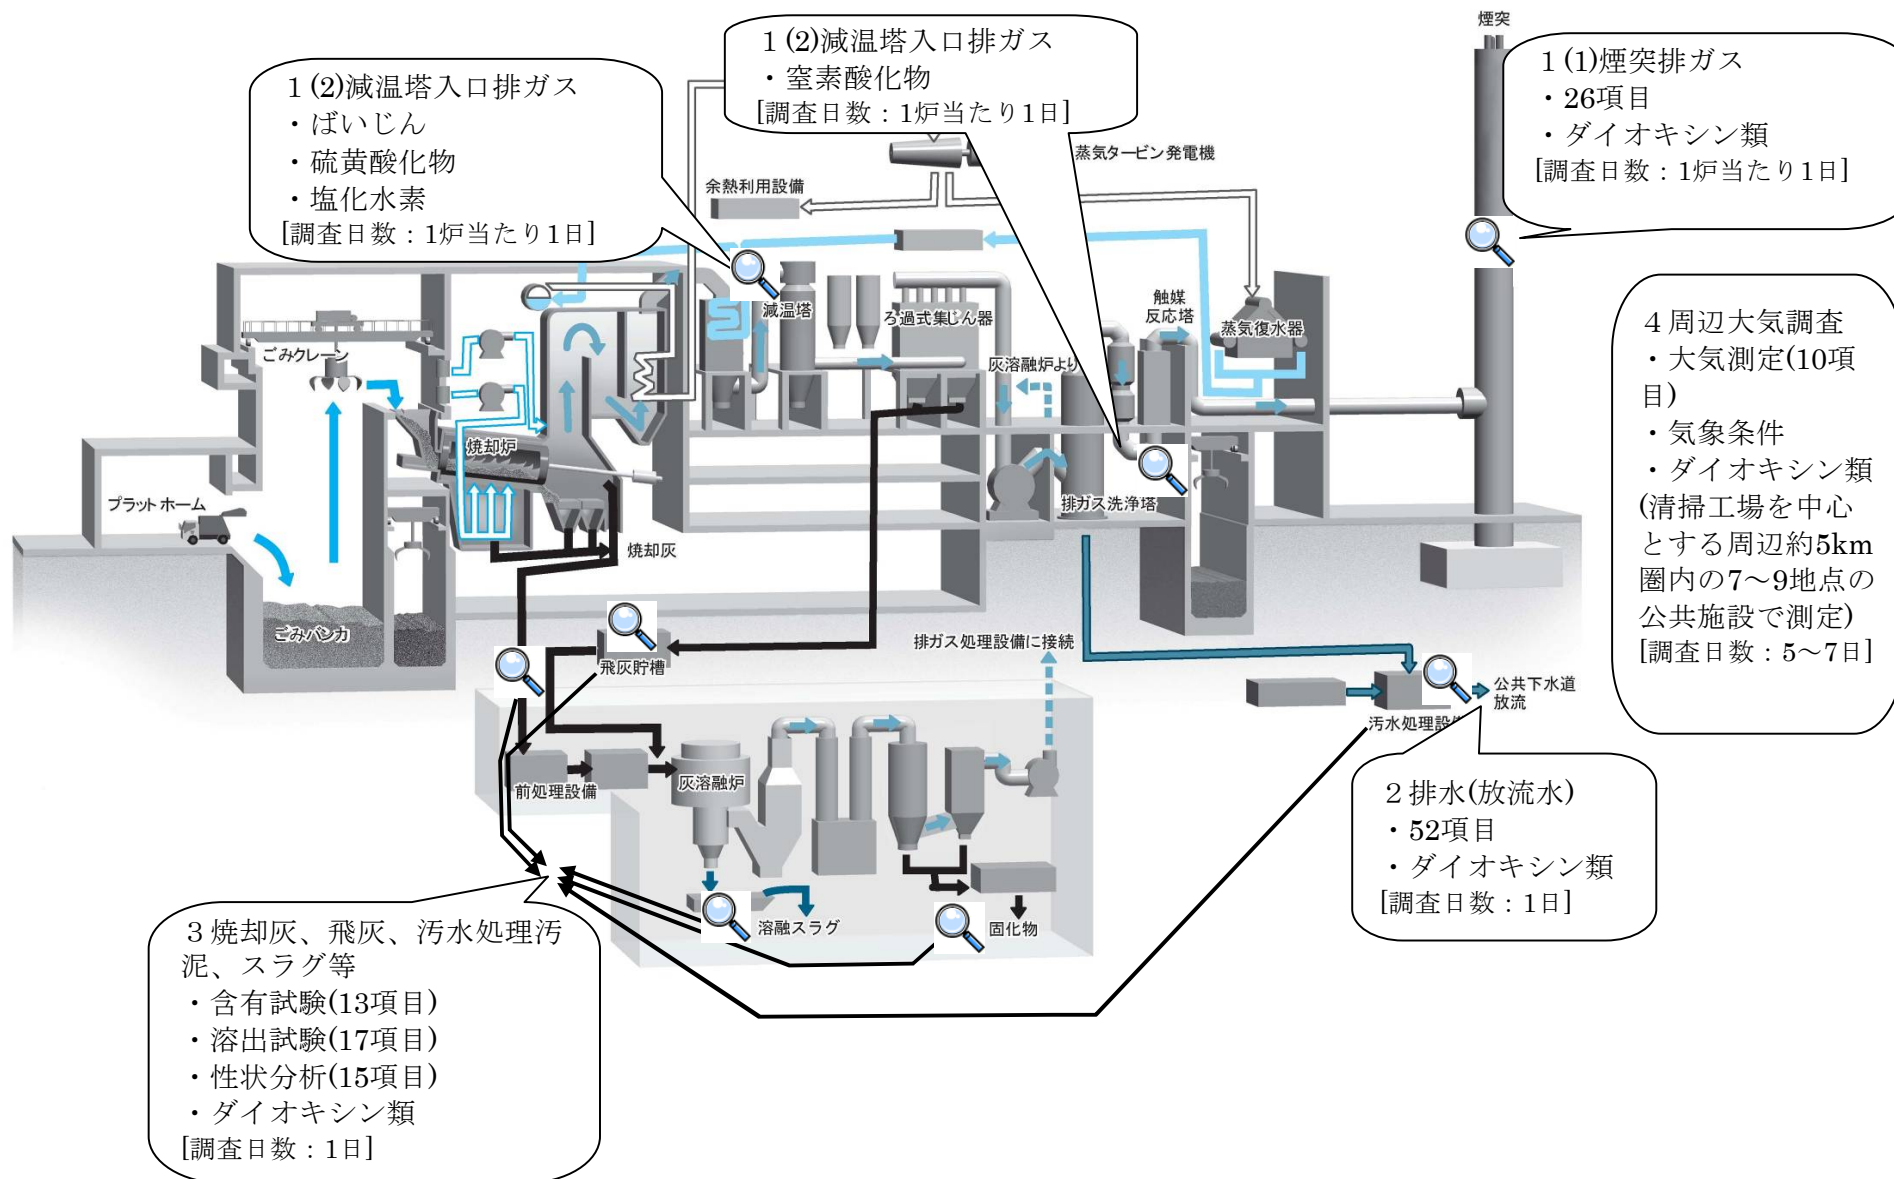 煙突
1(2)減温塔入口排ガス
・ばいじん
・硫黄酸化物
・塩化水素
[調査日数：1炉当たり1日]
1(2)減温塔入口排ガス
・窒素酸化物
[調査日数：1炉当たり1日]
1(1)煙突排ガス
・26項目
・ダイオキシン類
[調査日数：1炉当たり1日]
蒸気タービン発電機
余熱利用設備
減温塔
ろ過式集じん器
触媒
反応塔
蒸気復水器
灰溶融炉より
ごみクレーン
焼却炉
プラットホーム
排ガス洗浄塔
焼却灰
ごみバンカ
飛灰貯槽
排ガス処理設備に接続
公共下水道
放流
汚水処理設備
4周辺大気調査
・大気測定(10項
目)
・気象条件
・ダイオキシン類
(清掃工場を中心
とする周辺約5km
圏内の7～9地点の
公共施設で測定)
[調査日数：5～7日]
前処理設備
灰溶融炉
溶融スラグ
固化物
2排水(放流水)
・52項目
・ダイオキシン類
[調査日数：1日]
3焼却灰、飛灰、汚水処理汚
泥、スラグ等
・含有試験(13項目)
・溶出試験(17項目)
・性状分析(15項目)
・ダイオキシン類
[調査日数：1日]